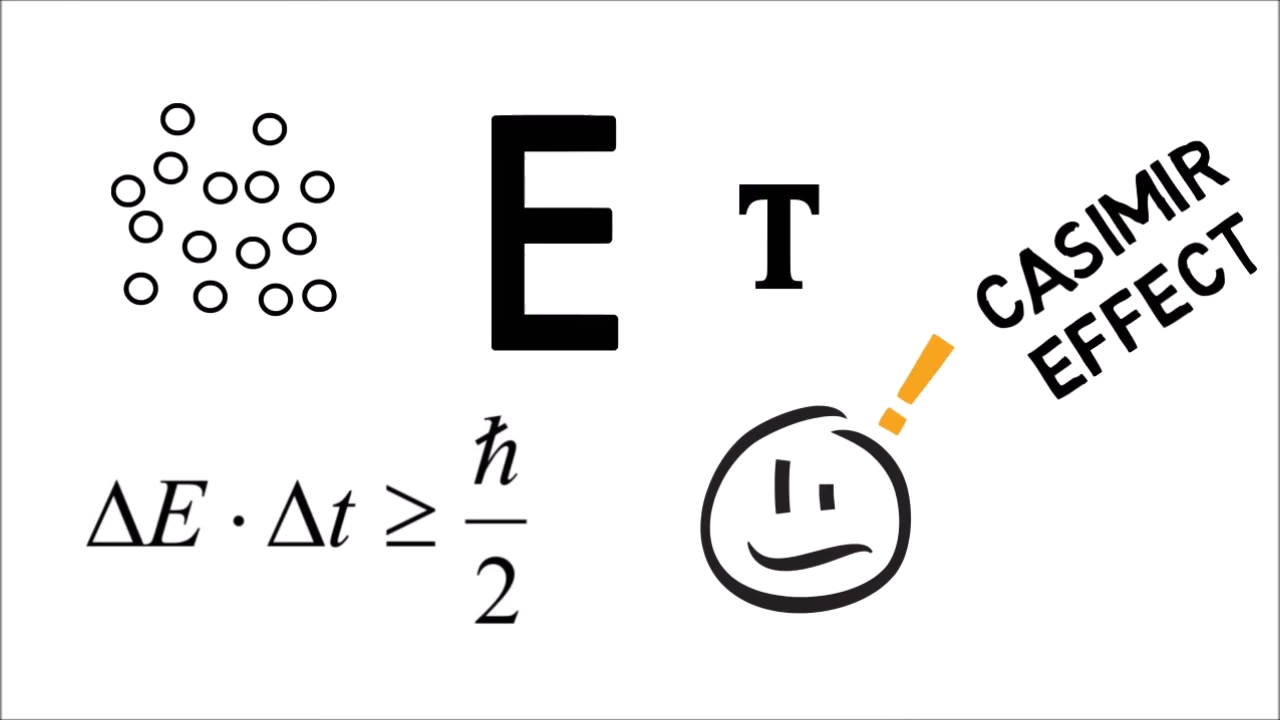 E
T
CASIMIR
EFFECT
!
ΔE · Δt ≥ ħ/2